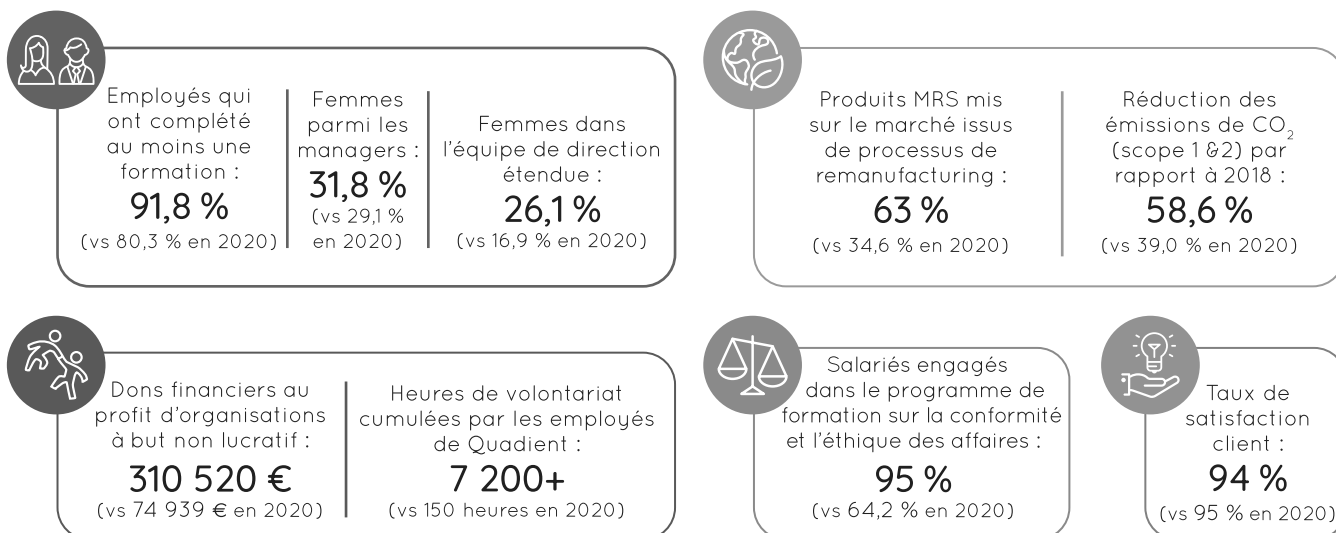 Employés qui
ont complété
au moins une
formation :
91,8 %
(vs 80,3 % en 2020)
Femmes
parmi les
managers :
31,8 %
(vs 29,1 %
en 2020)
Femmes dans
l'équipe de direction
étendue :
26,1 %
(vs 16,9 % en 2020)
Produits MRS mis
sur le marché issus
de processus de
remanufacturing :
63 %
(vs 34,6 % en 2020)
Réduction des
émissions de CO₂
(scope 1 &2) par
rapport à 2018 :
58,6 %
(vs 39,0 % en 2020)
Dons financiers au
profit d'organisations
à but non lucratif :
310 520 €
(vs 74 939 € en 2020)
Heures de volontariat
cumulées par les employés
de Quadient :
7 200+
(vs 150 heures en 2020)
Salariés engagés
dans le programme de
formation sur la conformité
et l'éthique des affaires :
95 %
(vs 64,2 % en 2020)
Taux de
satisfaction
client :
94 %
(vs 95 % en 2020)